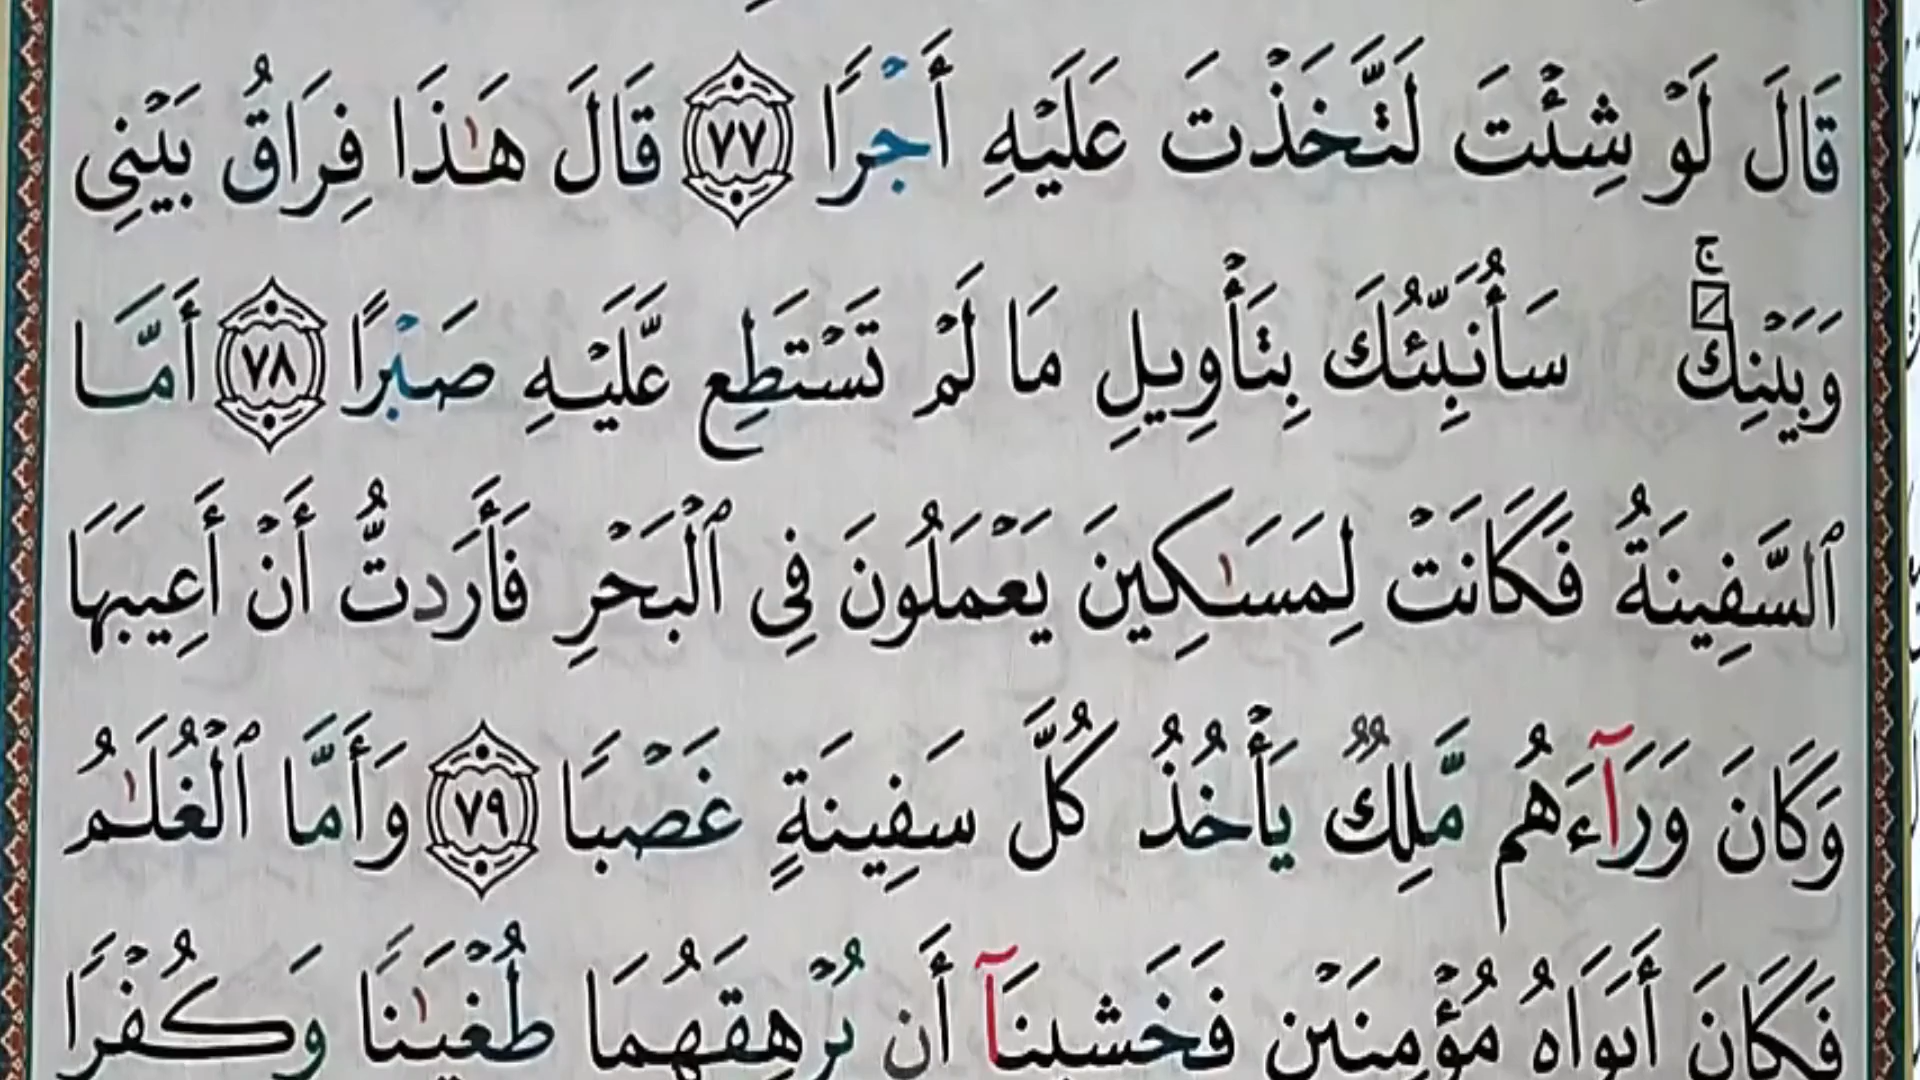 قَالَ لَوْ شِئْتَ لَتَّخَذْتَ عَلَيْهِ أَجْرًا ٧٧ قَالَ هَٰذَا فِرَاقُ بَيْنِى
وَبَيْنِكَ ۚ سَأُنَبِّئُكَ بِتَأْوِيلِ مَا لَمْ تَسْتَطِع عَّلَيْهِ صَبْرًا ٧٨ أَمَّا
ٱلسَّفِينَةُ فَكَانَتْ لِمَسَٰكِينَ يَعْمَلُونَ فِى ٱلْبَحْرِ فَأَرَدتُّ أَنْ أَعِيبَهَا
وَكَانَ وَرَآءَهُم مَّلِكٌ يَأْخُذُ كُلَّ سَفِينَةٍ غَصْبًا ٧٩ وَأَمَّا ٱلْغُلَٰمُ
فَكَانَ أَبَوَاهُ مُؤْمِنَيْنِ فَخَشِينَآ أَن يُرْهِقَهُمَا طُغْيَٰنًا وَكُفْرًا